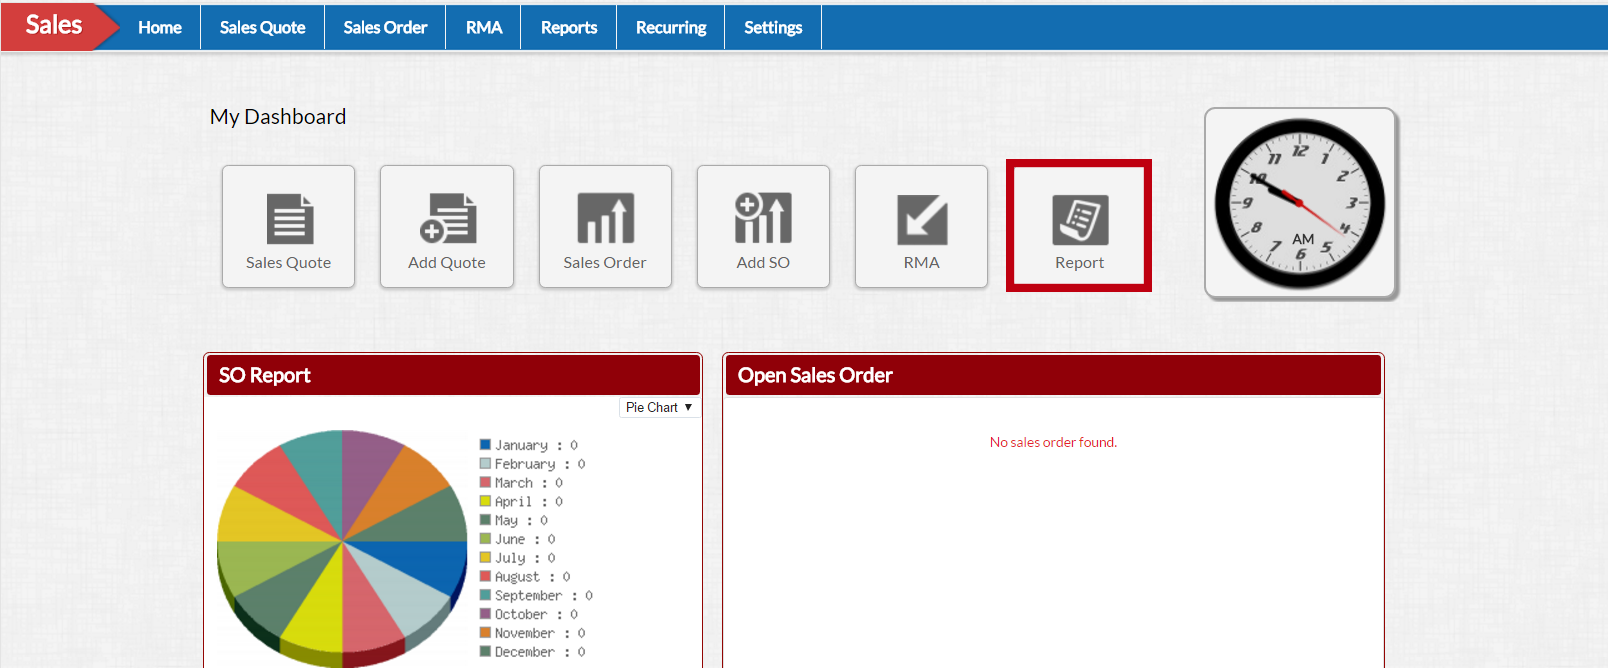 Sales Home Sales Quote Sales Order RMA Reports Recurring Settings
My Dashboard
Sales Quote Add Quote Sales Order Add SO RMA Report
12
1
2
3
4
5
6
7
8
9
10
11
AM
SO Report
Pie Chart ▼
January : 0
February : 0
March : 0
April : 0
May : 0
June : 0
July : 0
August : 0
September : 0
October : 0
November : 0
December : 0
Open Sales Order
No sales order found.